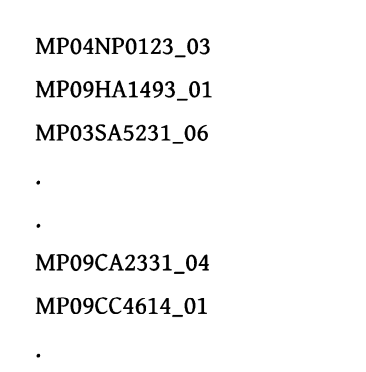 MP04NP0123_03
MP09HA1493_01
MP03SA5231_06
.
.
MP09CA2331_04
MP09CC4614_01
.